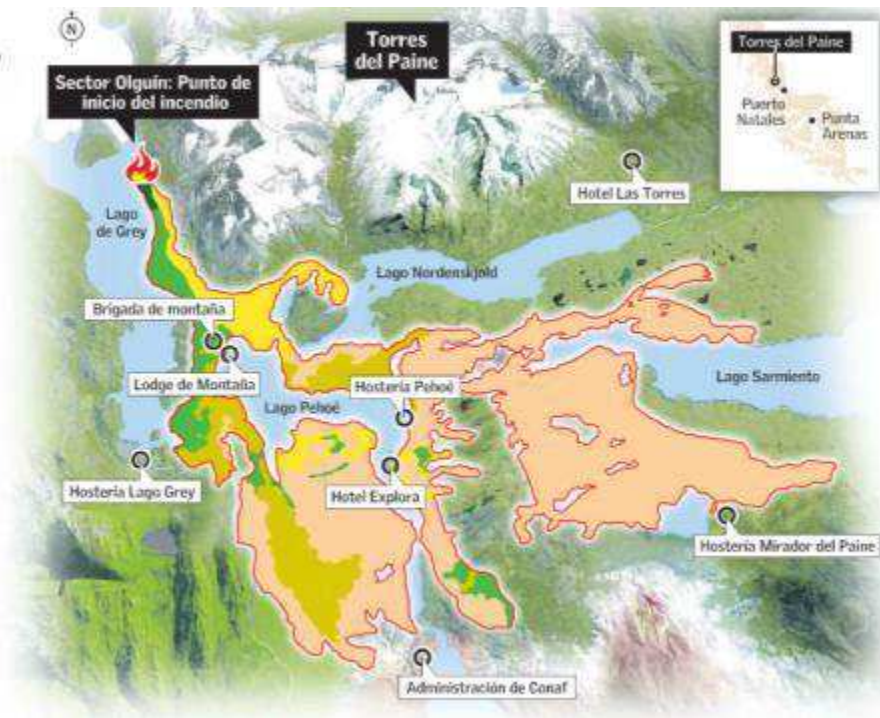 N
Torres
del Paine
Sector Olguín: Punto de
inicio del incendio
Torres del Paine
Puerto
Natales
Punta
Arenas
Hotel Las Torres
Lago
de Grey
Lago Nordenskjold
Brigada de montaña
Lodge de Montaña
Hostería Pehoé
Lago Pehoé
Lago Sarmiento
Hostería Lago Grey
Hotel Explora
Hostería Mirador del Paine
Administración de Conaf